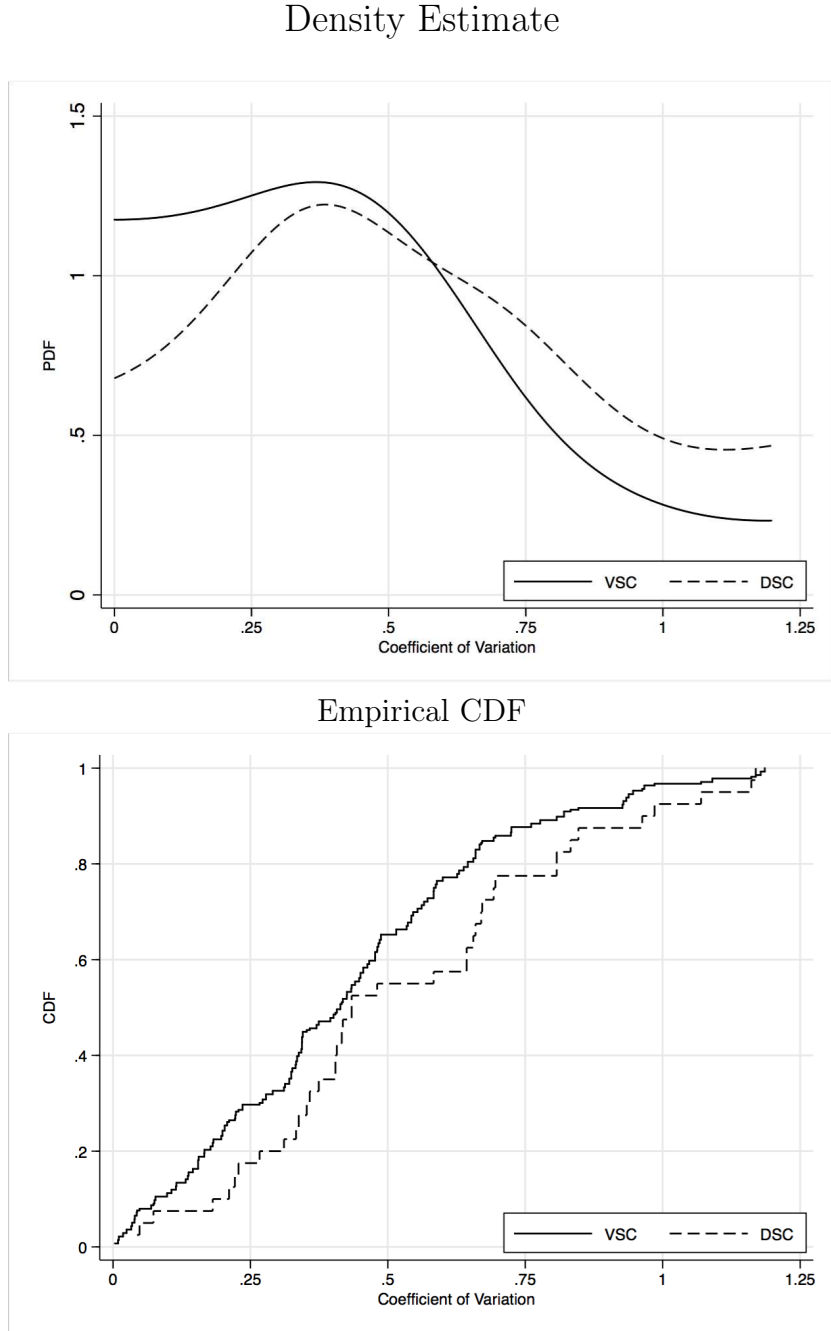 Density Estimate
1.5
1
.5
0
PDF
0 .25 .5 .75 1 1.25
Coefficient of Variation
VSC DSC
Empirical CDF
1
.8
.6
.4
.2
0
CDF
0 .25 .5 .75 1 1.25
Coefficient of Variation
VSC DSC